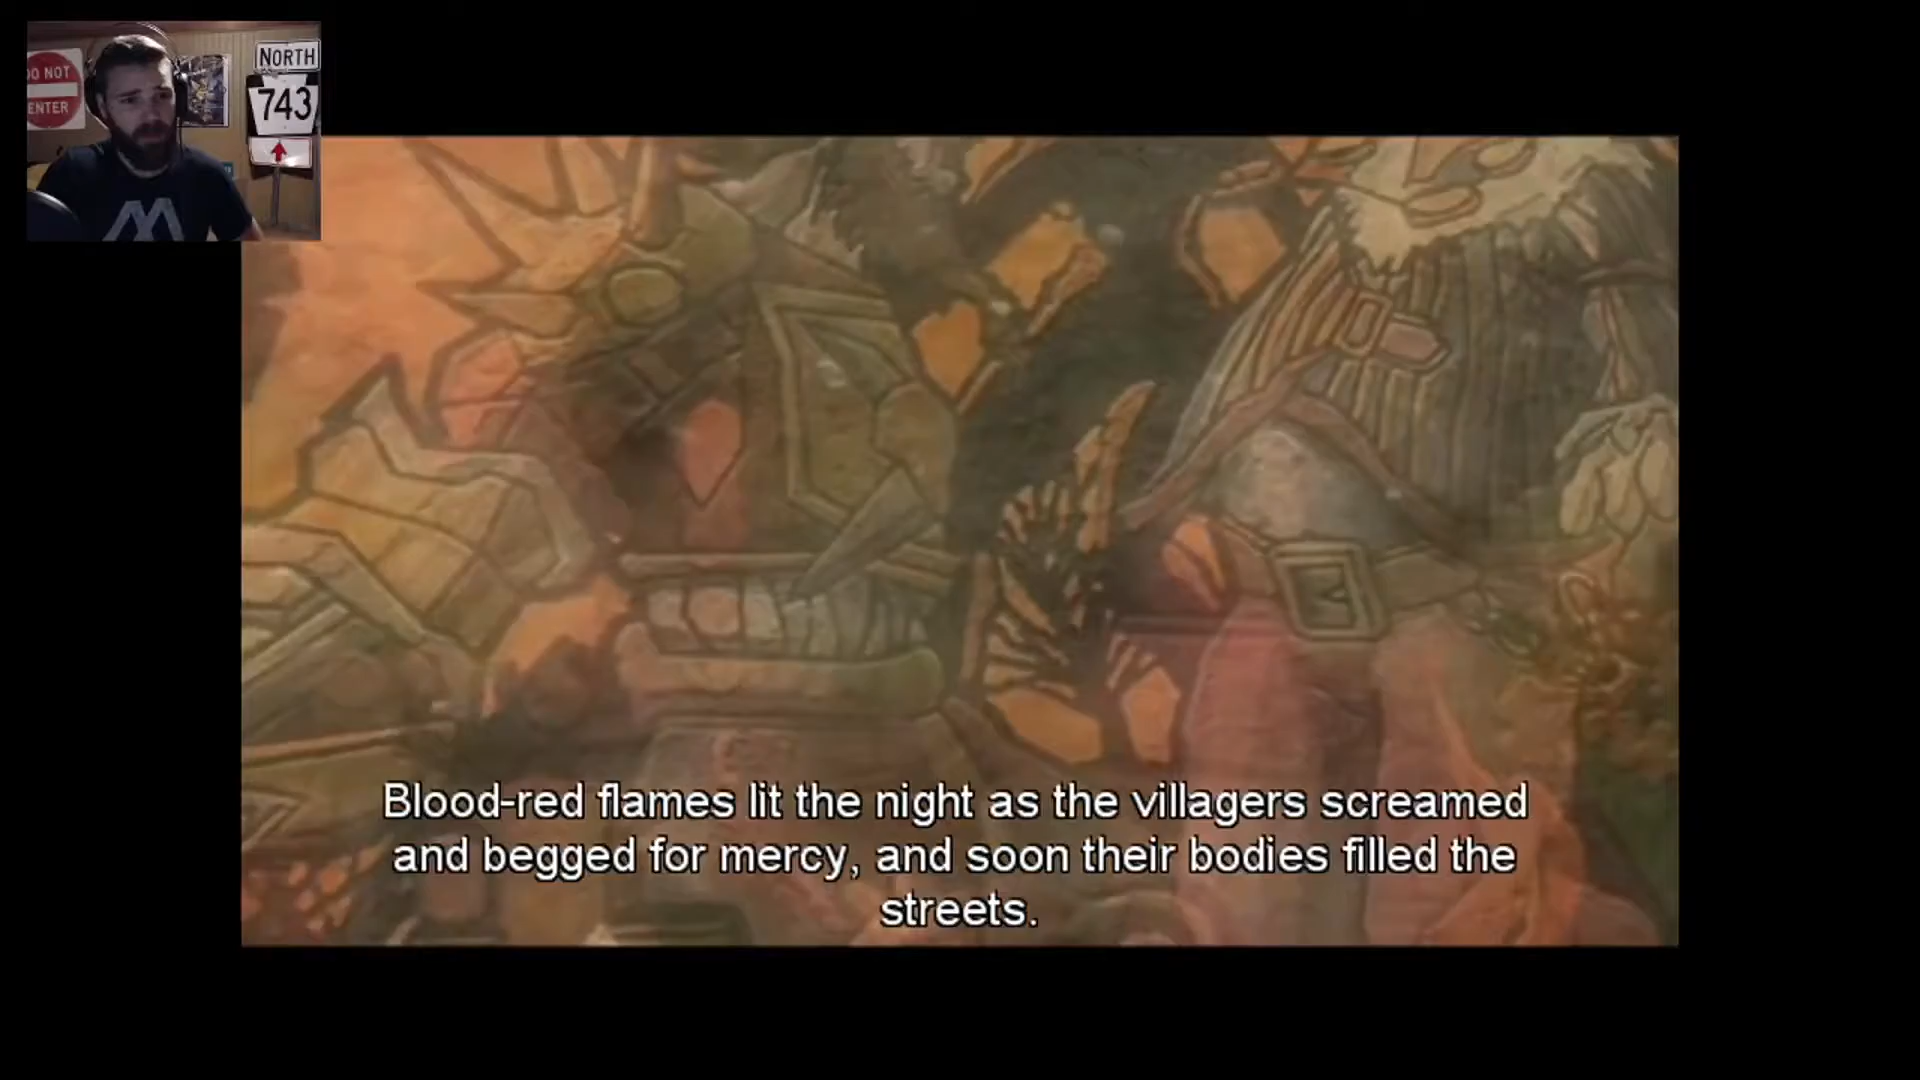 DO NOT
ENTER
NORTH
743
Blood-red flames lit the night as the villagers screamed
and begged for mercy, and soon their bodies filled the
streets.